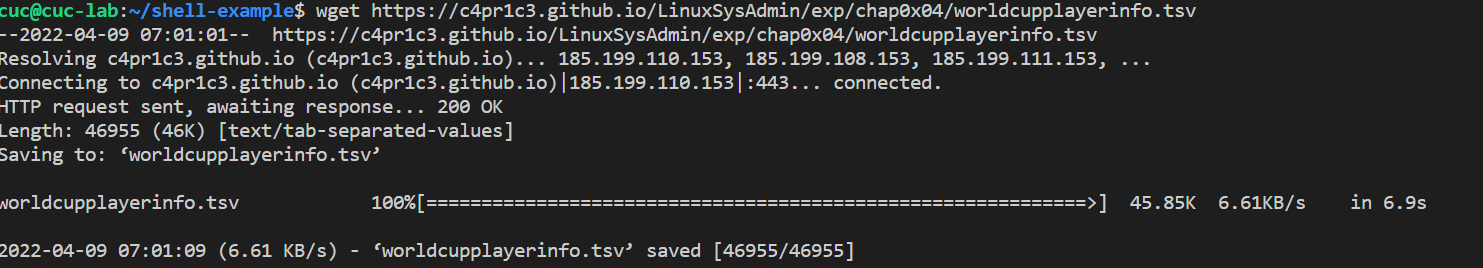 cuc@cuc-lab:~/shell-example$ wget https://c4pr1c3.github.io/LinuxSysAdmin/exp/chap0x04/worldcupplayerinfo.tsv
--2022-04-09 07:01:01--  https://c4pr1c3.github.io/LinuxSysAdmin/exp/chap0x04/worldcupplayerinfo.tsv
Resolving c4pr1c3.github.io (c4pr1c3.github.io)... 185.199.110.153, 185.199.108.153, 185.199.111.153, ...
Connecting to c4pr1c3.github.io (c4pr1c3.github.io)|185.199.110.153|:443... connected.
HTTP request sent, awaiting response... 200 OK
Length: 46955 (46K) [text/tab-separated-values]
Saving to: ‘worldcupplayerinfo.tsv’
worldcupplayerinfo.tsv            100%[============================================================>]  45.85K  6.61KB/s    in 6.9s
2022-04-09 07:01:09 (6.61 KB/s) - ‘worldcupplayerinfo.tsv’ saved [46955/46955]